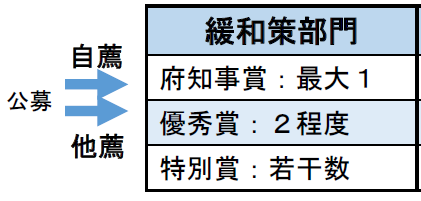 自薦
公募
他薦
緩和策部門
府知事賞：最大１
優秀賞：２程度
特別賞：若干数